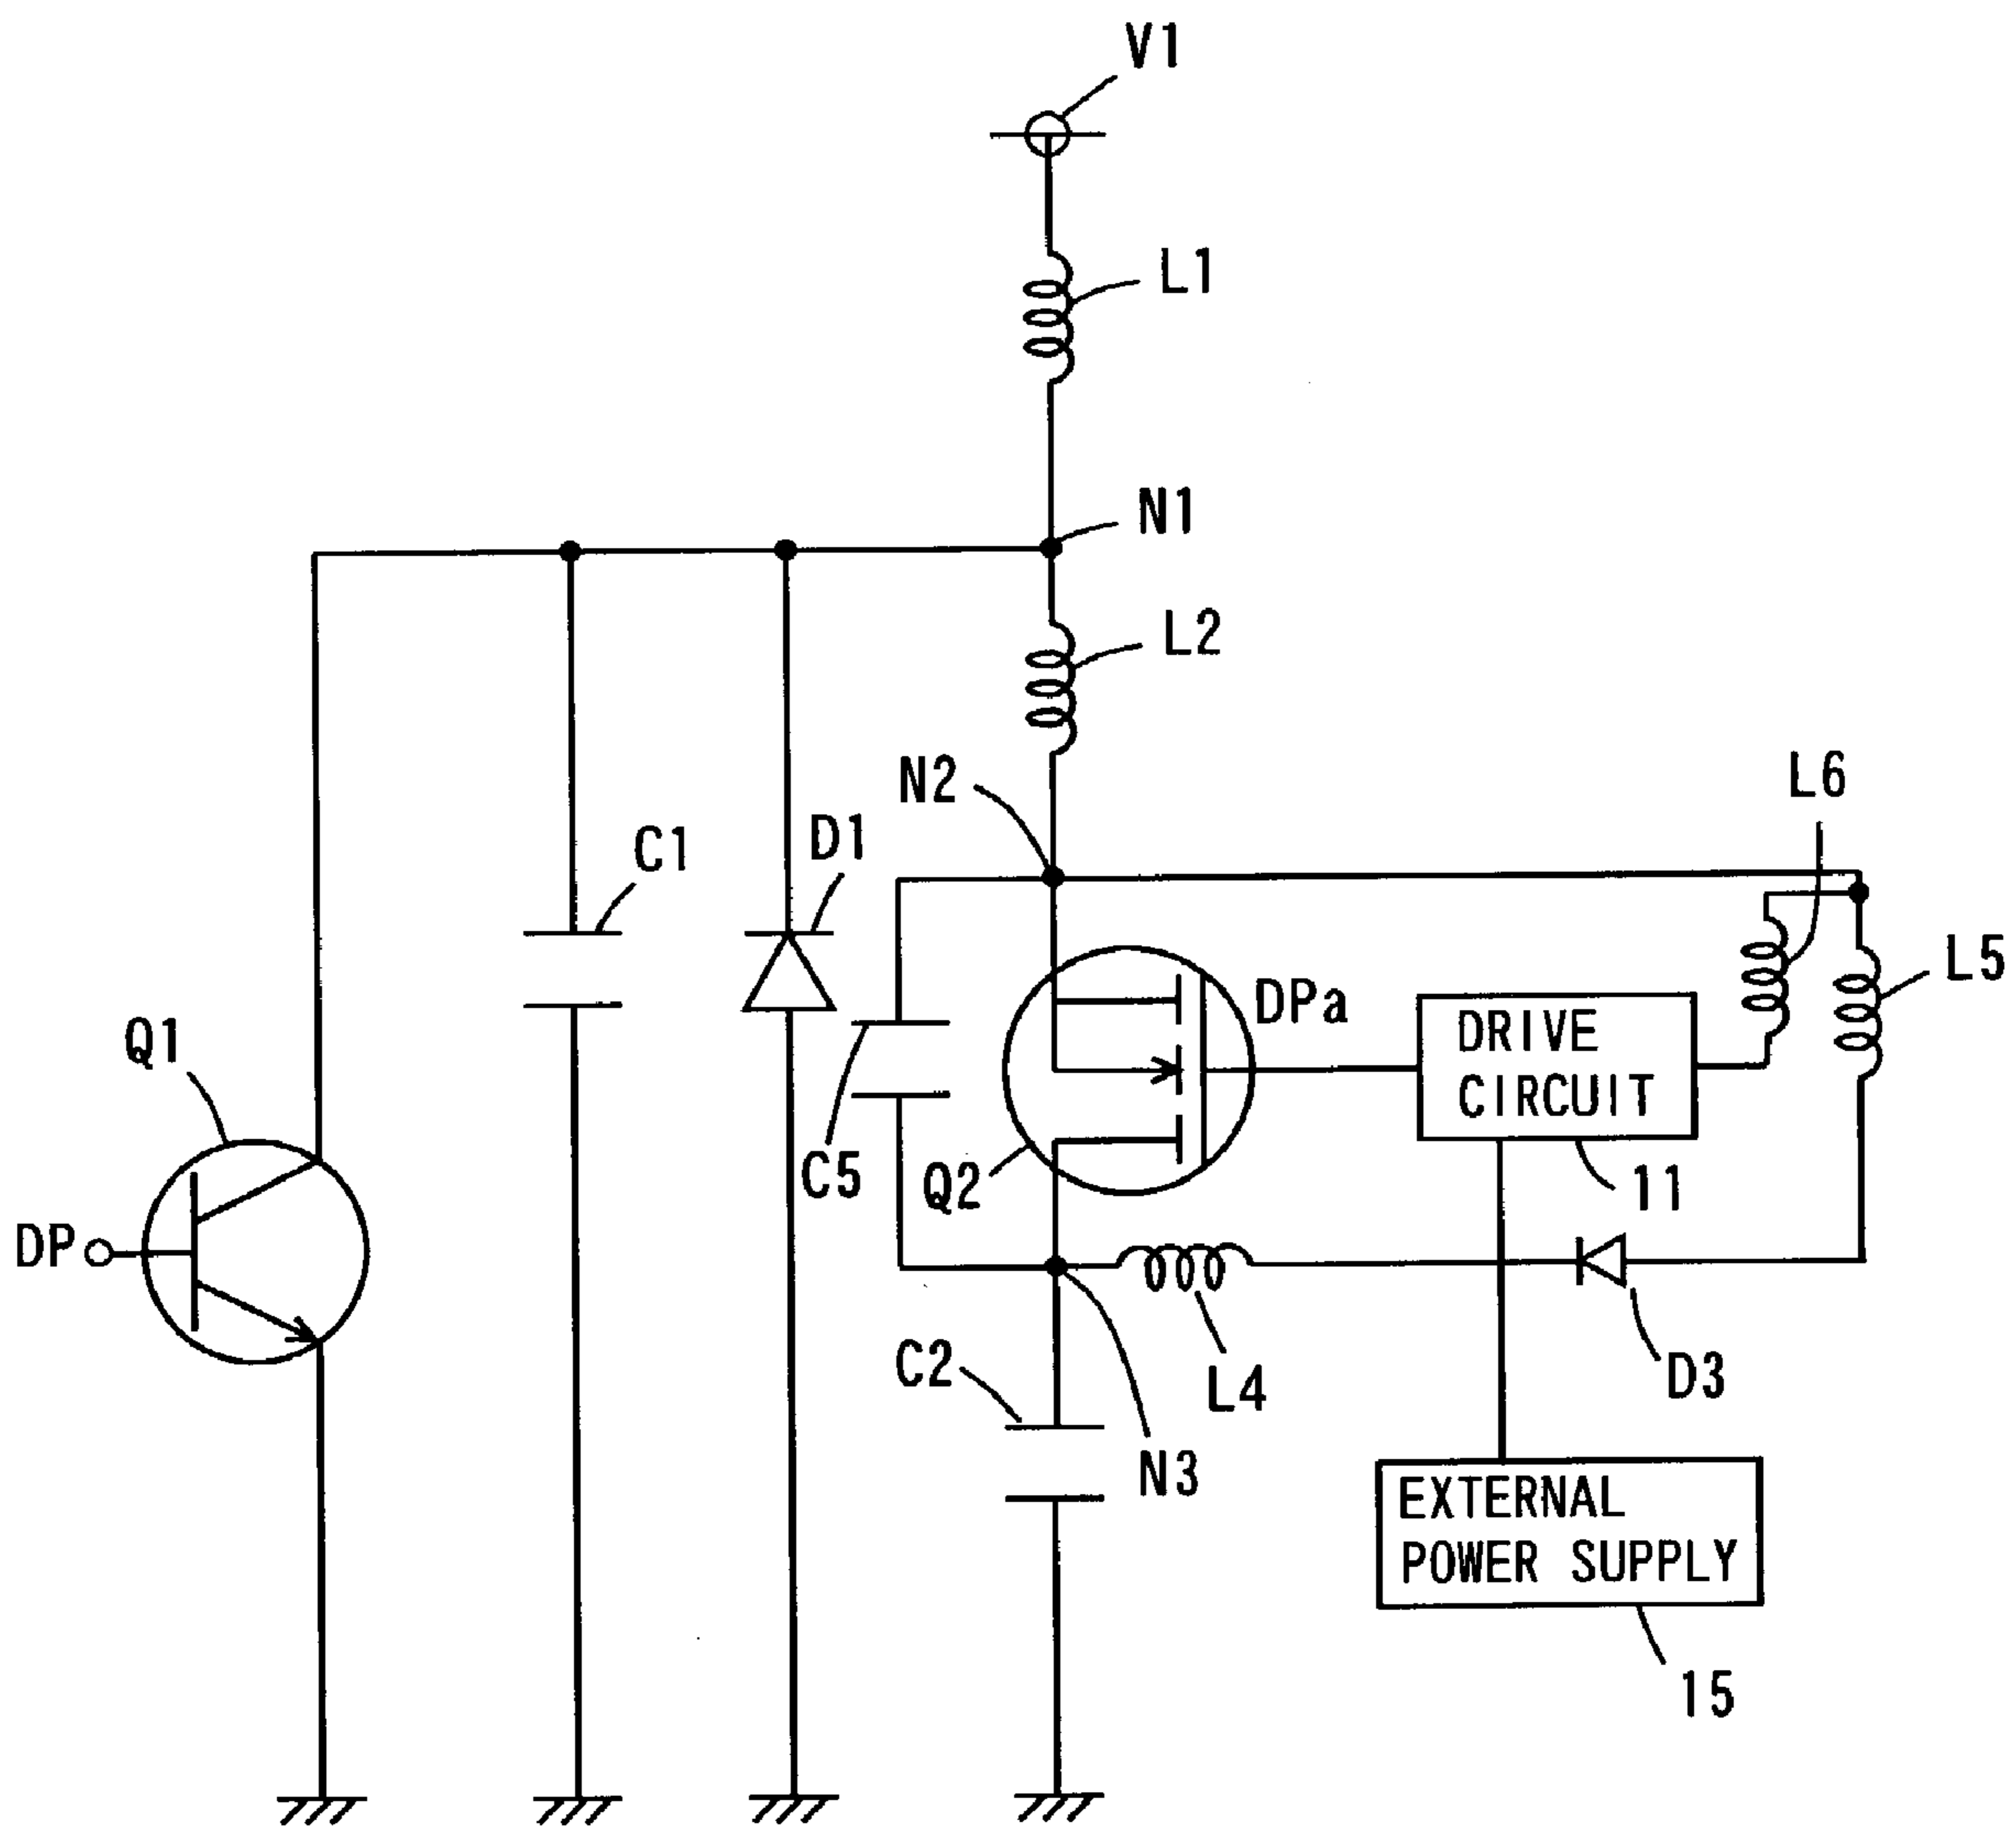 V1
L1
N1
L2
N2
L6
C1
D1
L5
DPa
DRIVE
CIRCUIT
Q1
C5
Q2
11
DP
C2
L4
D3
N3
EXTERNAL
POWER SUPPLY
15